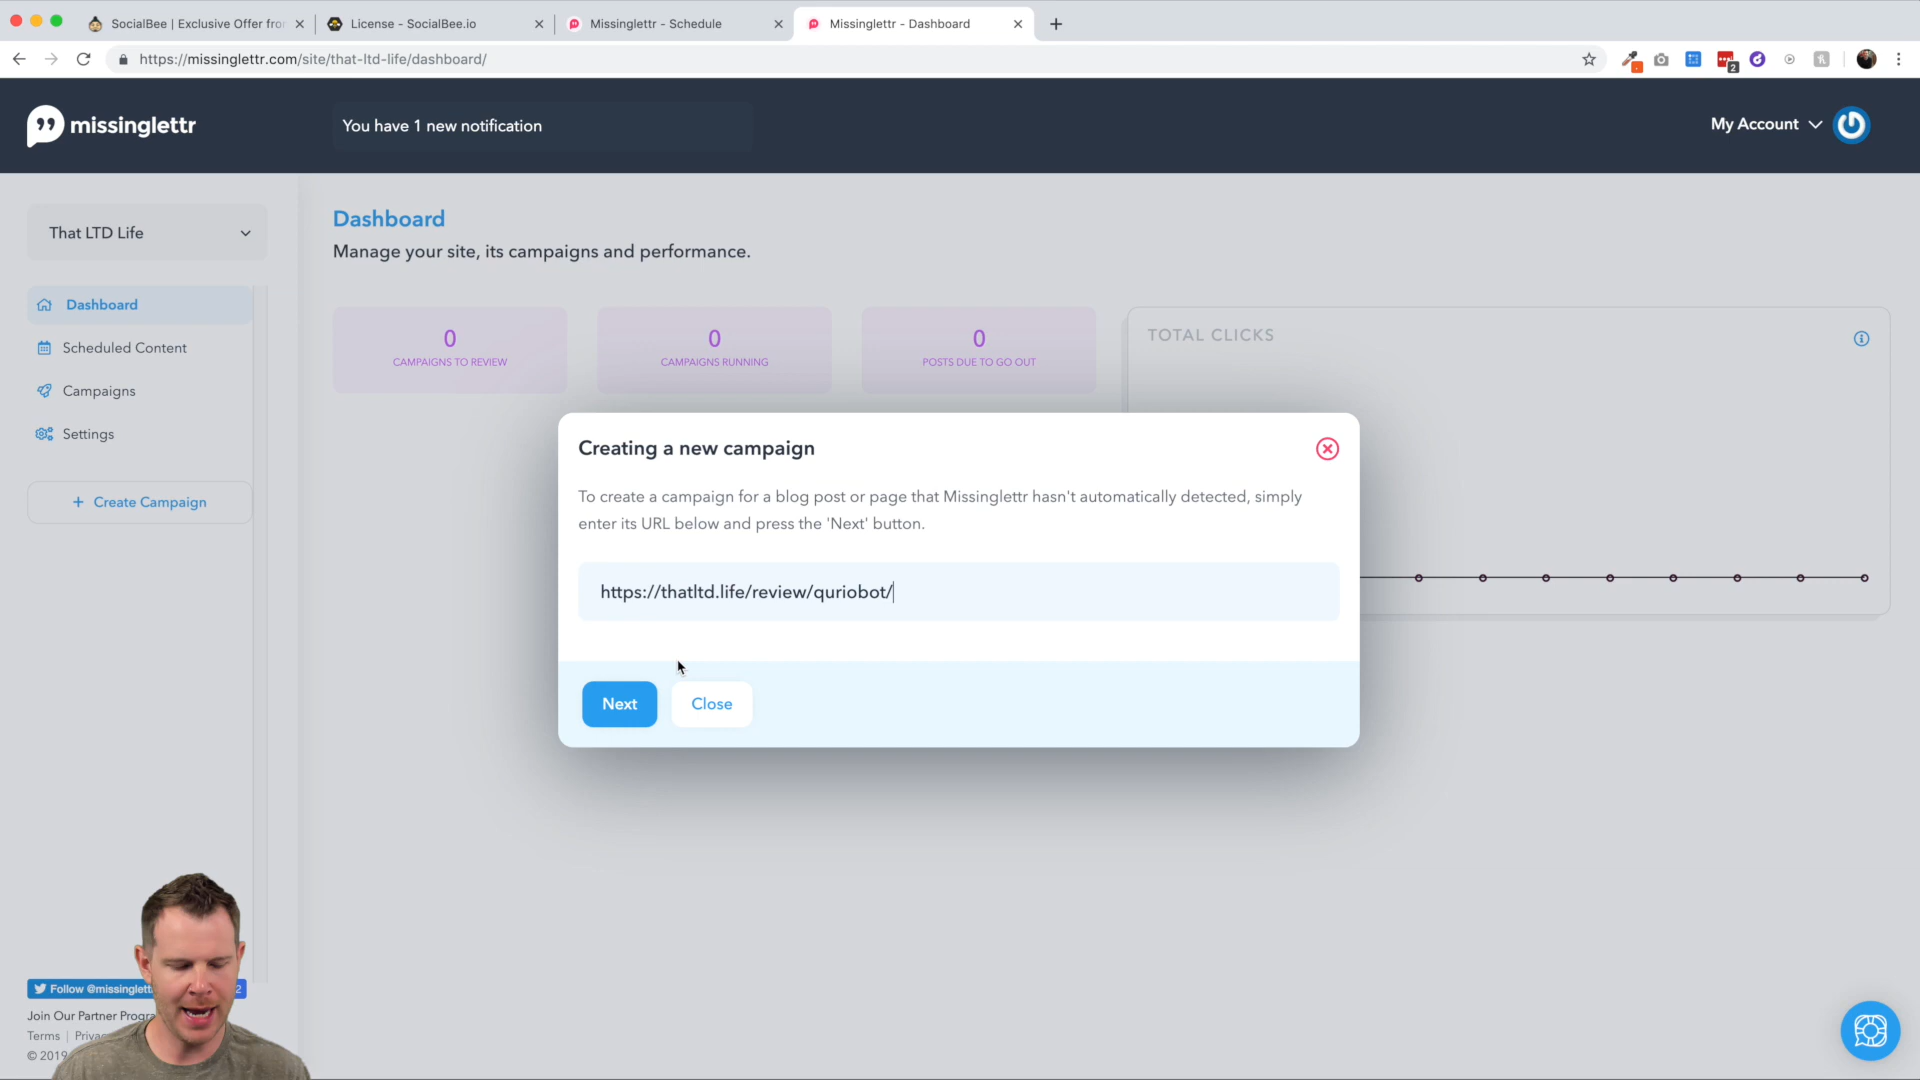 SocialBee | Exclusive Offer fro
License - SocialBee.io
Missinglettr - Schedule
Missinglettr - Dashboard
https://missinglettr.com/site/that-ltd-life/dashboard/
2
missinglettr
You have 1 new notification
My Account
That LTD Life
Dashboard
Scheduled Content
Campaigns
Settings
+ Create Campaign
Dashboard
Manage your site, its campaigns and performance.
0
CAMPAIGNS TO REVIEW
0
CAMPAIGNS RUNNING
0
POSTS DUE TO GO OUT
TOTAL CLICKS
Creating a new campaign
To create a campaign for a blog post or page that Missinglettr hasn't automatically detected, simply
enter its URL below and press the 'Next' button.
https://thatltd.life/review/quriobot/
Next
Close
Follow @missinglett
2
Join Our Partner Progra
Terms | Privac
© 2019